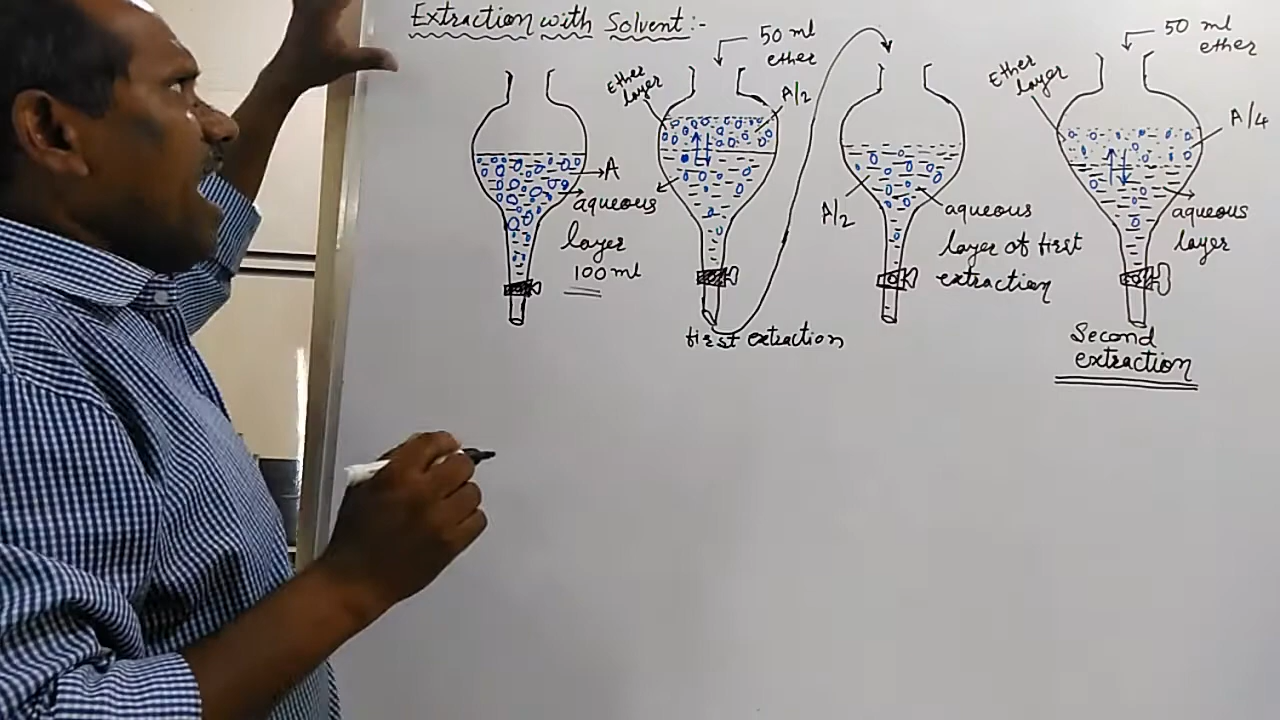 Extraction with Solvent:-
A
aqueous
layer
100 ml
50 ml
ether
Ether
layer
A/2
first extraction
A/2
aqueous
layer of first
extraction
50 ml
ether
Ether
layer
A/4
aqueous
layer
Second
extraction